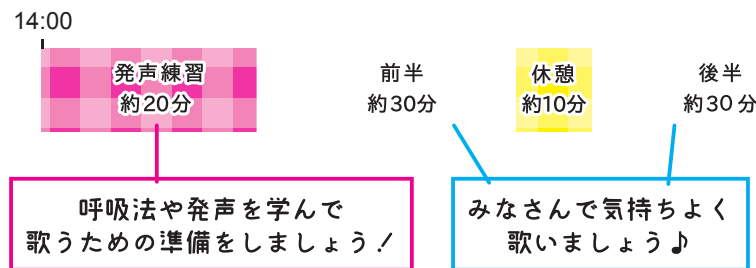 14:00
発声練習
約20分
前半
約30分
休憩
約10分
後半
約30分
呼吸法や発声を学んで
歌うための準備をしましょう!
みなさんで気持ちよく
歌いましょう♪